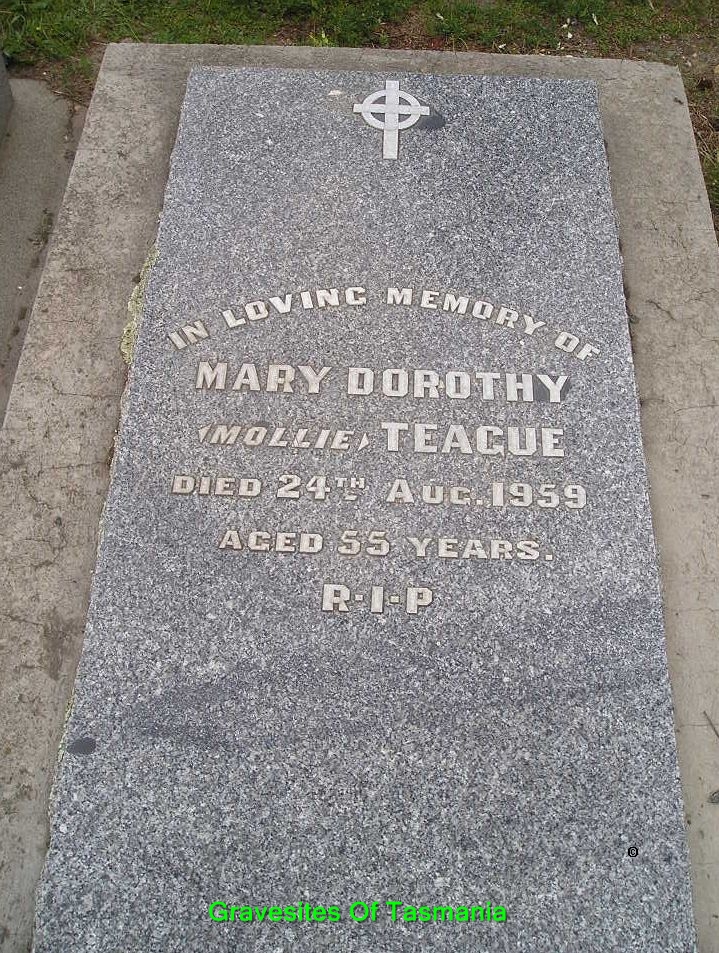 IN LOVING MEMORY OF
MARY DOROTHY
(MOLLIE) TEAGUE
DIED 24TH AUG. 1959
AGED 55 YEARS.
R·I·P
©
Gravesites Of Tasmania